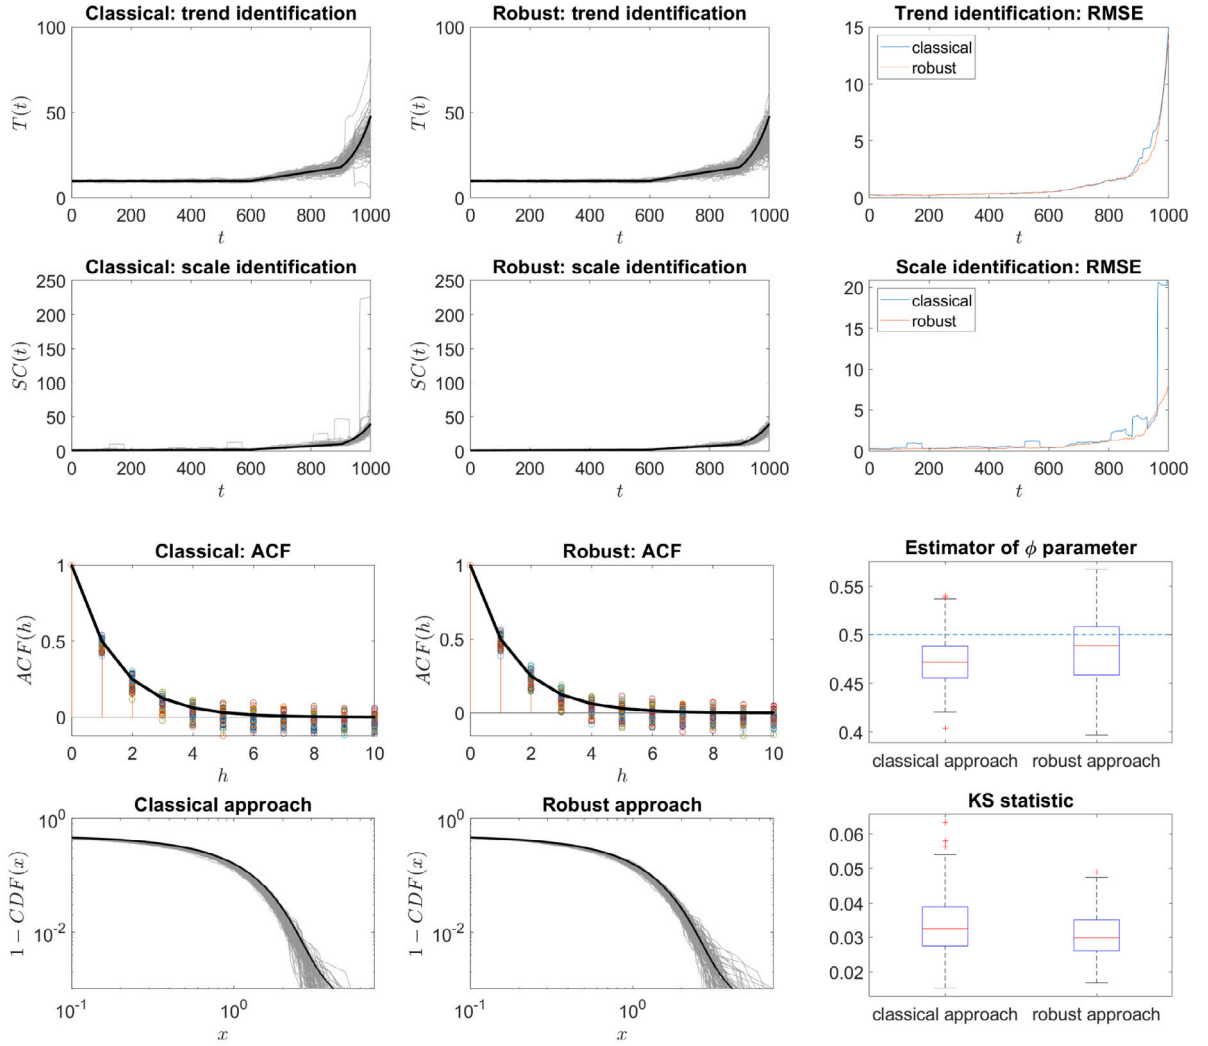 Classical: trend identification
100
50
0
T(t)
0 200 400 600 800 1000
t
Robust: trend identification
100
50
0
T(t)
0 200 400 600 800 1000
t
Trend identification: RMSE
classical
robust
15
10
5
0
0 200 400 600 800 1000
t
Classical: scale identification
250
200
150
100
50
0
SC(t)
0 200 400 600 800 1000
t
Robust: scale identification
250
200
150
100
50
0
SC(t)
0 200 400 600 800 1000
t
Scale identification: RMSE
classical
robust
20
15
10
5
0
0 200 400 600 800 1000
t
Classical: ACF
1
0.5
0
ACF(h)
0 2 4 6 8 10
h
Robust: ACF
1
0.5
0
ACF(h)
0 2 4 6 8 10
h
Estimator of ϕ parameter
0.55
0.5
0.45
0.4
classical approach robust approach
Classical approach
10^0
10^-2
1 − CDF(x)
10^-1 10^0
x
Robust approach
10^0
10^-2
1 − CDF(x)
10^-1 10^0
x
KS statistic
0.06
0.05
0.04
0.03
0.02
classical approach robust approach